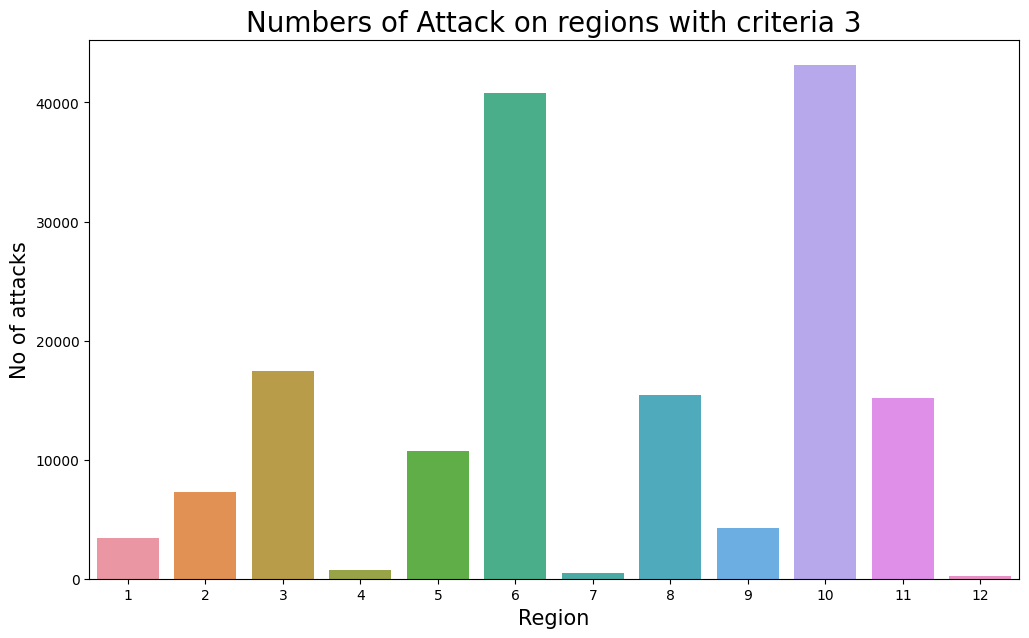 Numbers of Attack on regions with criteria 3
No of attacks
40000
30000
20000
10000
0
1 2 3 4 5 6 7 8 9 10 11 12
Region